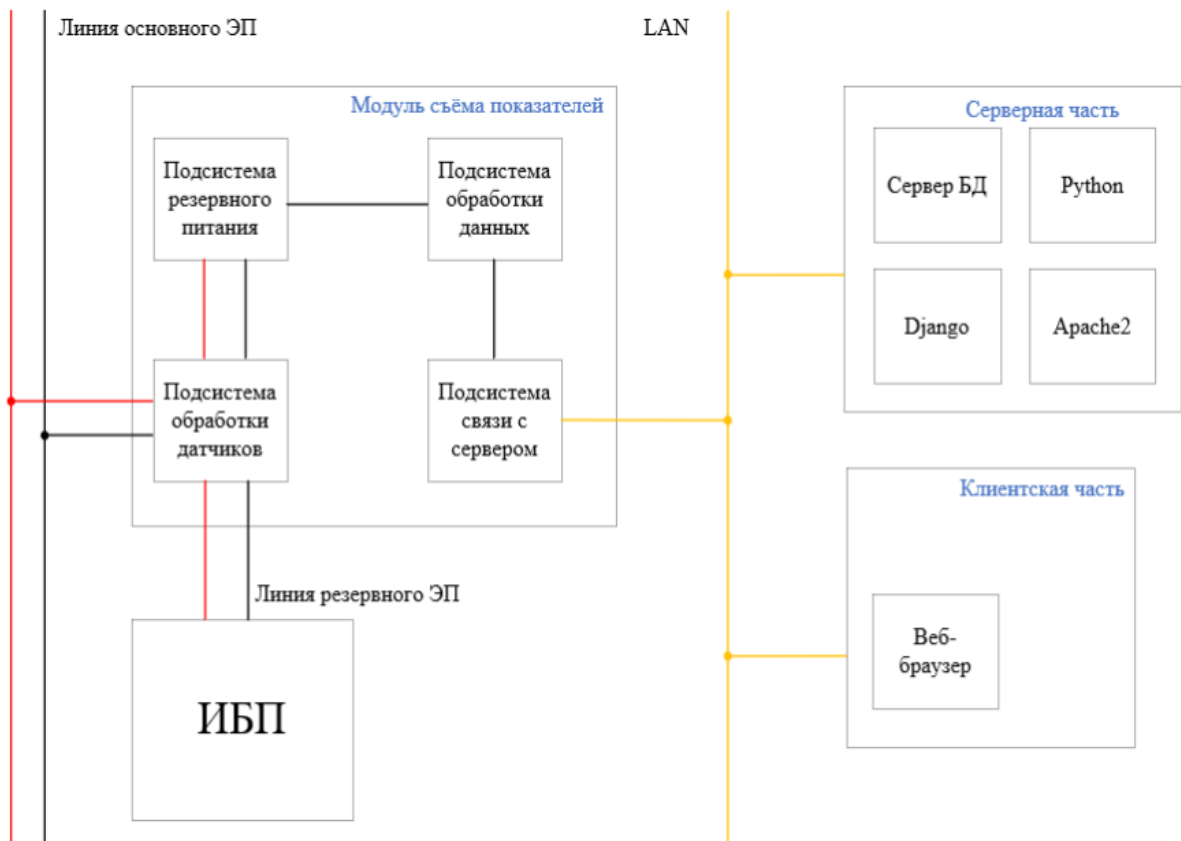 Линия основного ЭП
LAN
Модуль съёма показателей
Подсистема
резервного
питания
Подсистема
обработки
данных
Подсистема
обработки
датчиков
Подсистема
связи с
сервером
Линия резервного ЭП
ИБП
Серверная часть
Сервер БД
Python
Django
Apache2
Клиентская часть
Веб-
браузер